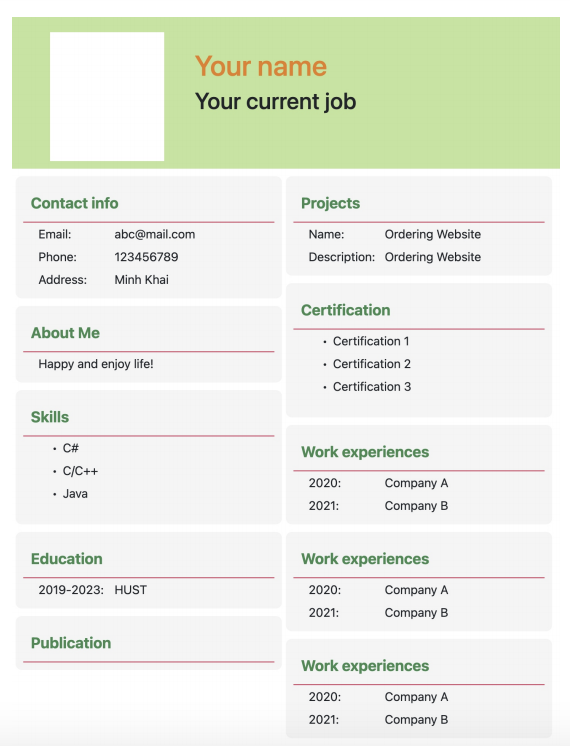 Your name
Your current job
Contact info
Email: abc@mail.com
Phone: 123456789
Address: Minh Khai
About Me
Happy and enjoy life!
Skills
• C#
• C/C++
• Java
Education
2019-2023: HUST
Publication
Projects
Name: Ordering Website
Description: Ordering Website
Certification
• Certification 1
• Certification 2
• Certification 3
Work experiences
2020: Company A
2021: Company B
Work experiences
2020: Company A
2021: Company B
Work experiences
2020: Company A
2021: Company B